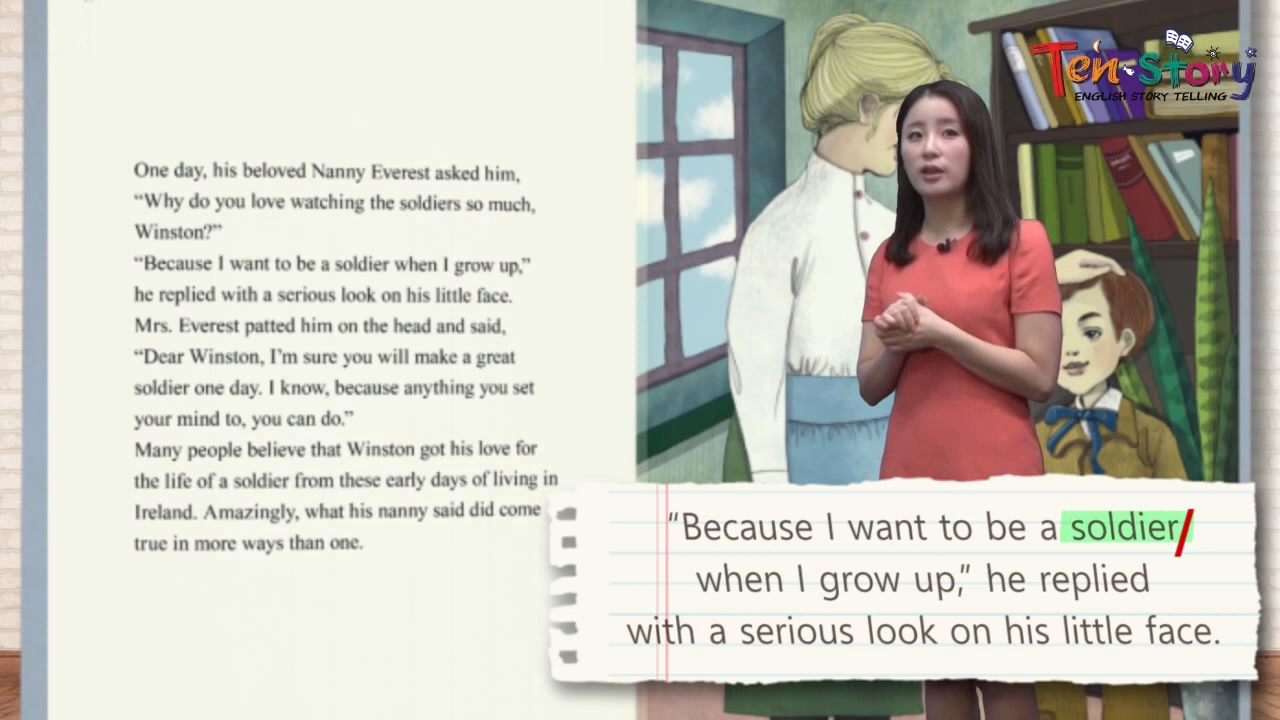 One day, his beloved Nanny Everest asked him,
“Why do you love watching the soldiers so much,
Winston?”
“Because I want to be a soldier when I grow up,”
he replied with a serious look on his little face.
Mrs. Everest patted him on the head and said,
“Dear Winston, I’m sure you will make a great
soldier one day. I know, because anything you set
your mind to, you can do.”
Many people believe that Winston got his love for
the life of a soldier from these early days of living in
Ireland. Amazingly, what his nanny said did come
true in more ways than one.
Ten Story
ENGLISH STORY TELLING
“Because I want to be a soldier/
when I grow up,” he replied
with a serious look on his little face.